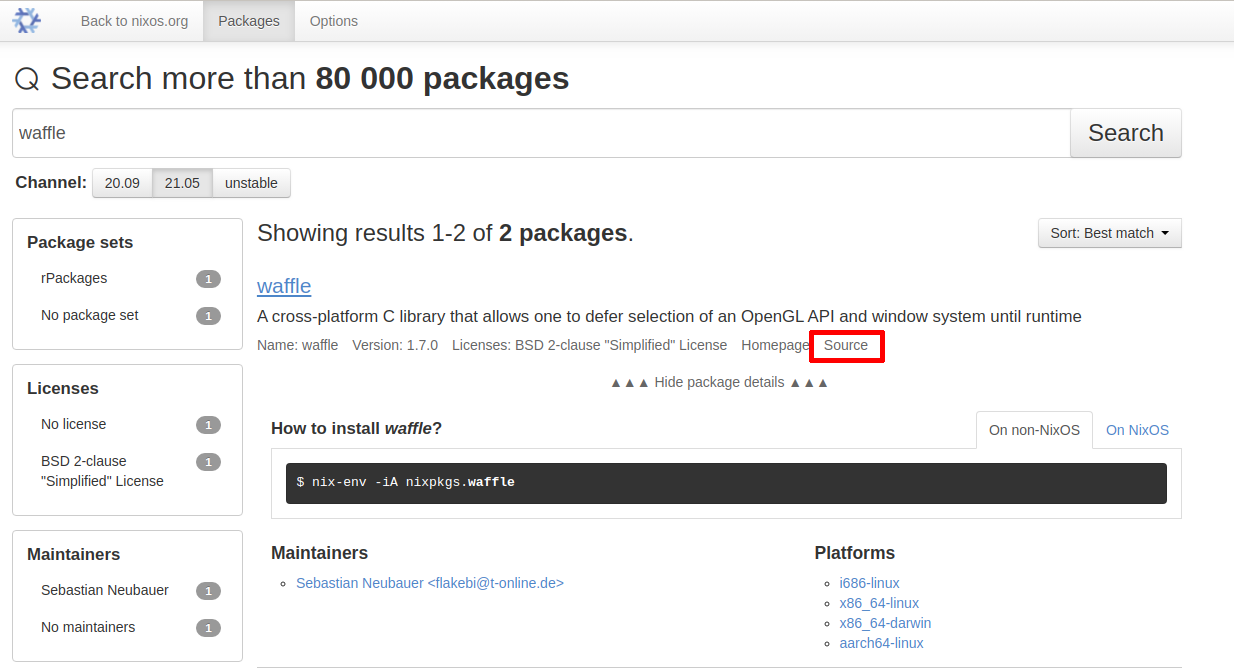 Back to nixos.org Packages Options
Search more than 80 000 packages
waffle Search
Channel: 20.09 21.05 unstable
Package sets
rPackages 1
No package set 1
Licenses
No license 1
BSD 2-clause 1
"Simplified" License
Maintainers
Sebastian Neubauer 1
No maintainers 1
Showing results 1-2 of 2 packages.
Sort: Best match
waffle
A cross-platform C library that allows one to defer selection of an OpenGL API and window system until runtime
Name: waffle Version: 1.7.0 Licenses: BSD 2-clause "Simplified" License Homepage Source
▲▲▲ Hide package details ▲▲▲
How to install waffle?
On non-NixOS On NixOS
$ nix-env -iA nixpkgs.waffle
Maintainers
Sebastian Neubauer <flakebi@t-online.de>
Platforms
i686-linux
x86_64-linux
x86_64-darwin
aarch64-linux